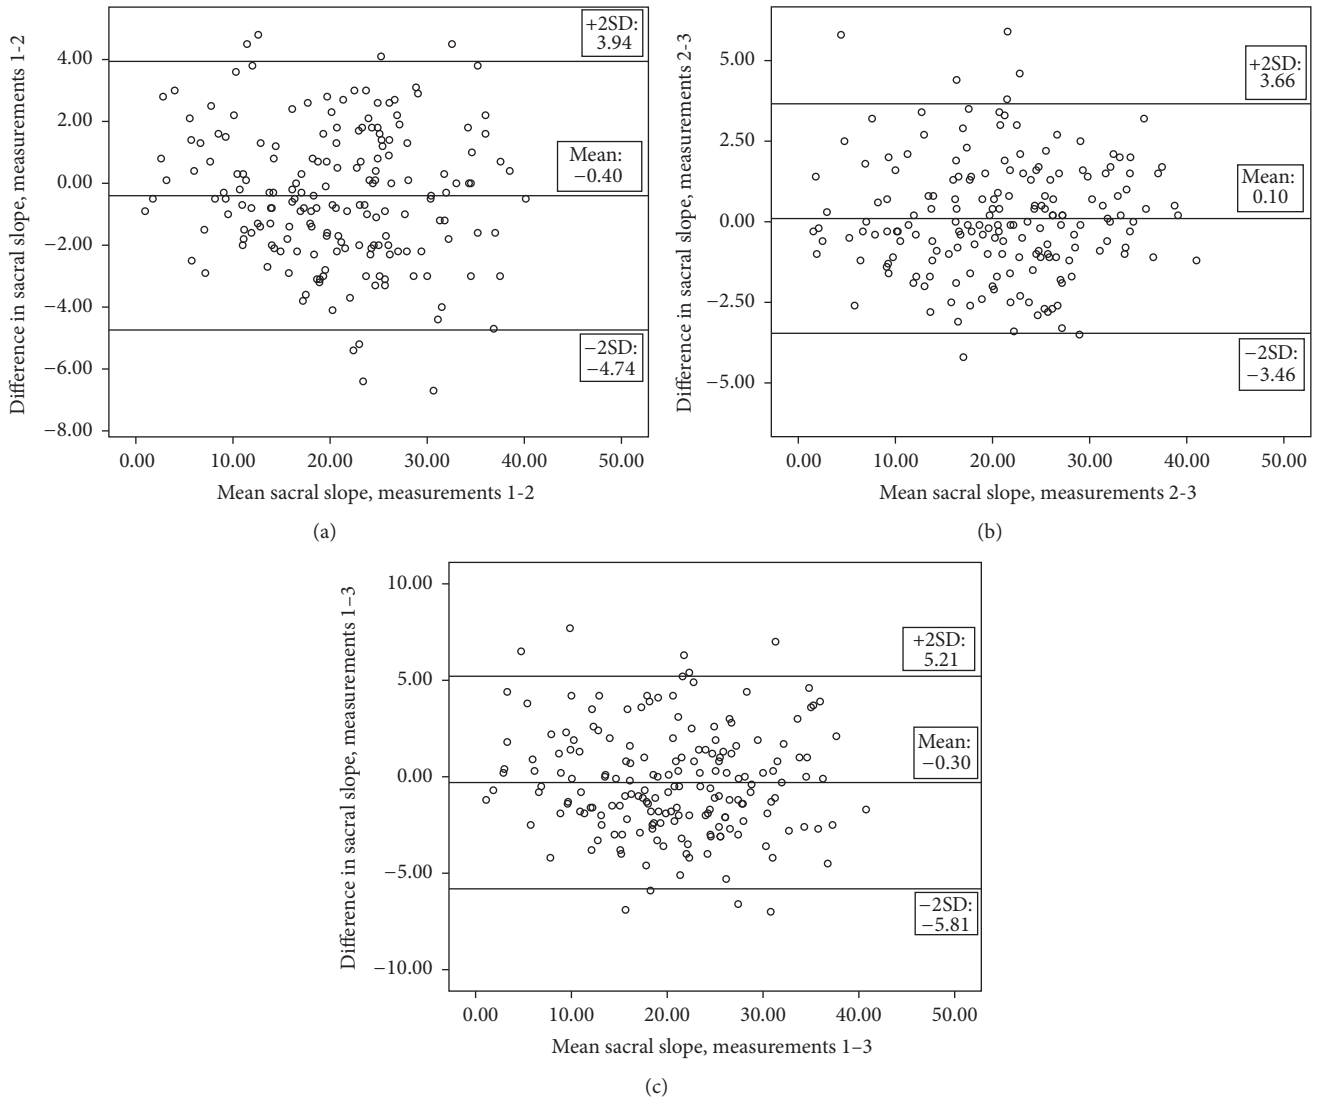 Difference in sacral slope, measurements 1-2
4.00
2.00
0.00
−2.00
−4.00
−6.00
−8.00
+2SD:
3.94
Mean:
−0.40
−2SD:
−4.74
0.00 10.00 20.00 30.00 40.00 50.00
Mean sacral slope, measurements 1-2
(a)
Difference in sacral slope, measurements 2-3
5.00
2.50
0.00
−2.50
−5.00
+2SD:
3.66
Mean:
0.10
−2SD:
−3.46
0.00 10.00 20.00 30.00 40.00 50.00
Mean sacral slope, measurements 2-3
(b)
Difference in sacral slope, measurements 1–3
10.00
5.00
0.00
−5.00
−10.00
+2SD:
5.21
Mean:
−0.30
−2SD:
−5.81
0.00 10.00 20.00 30.00 40.00 50.00
Mean sacral slope, measurements 1–3
(c)